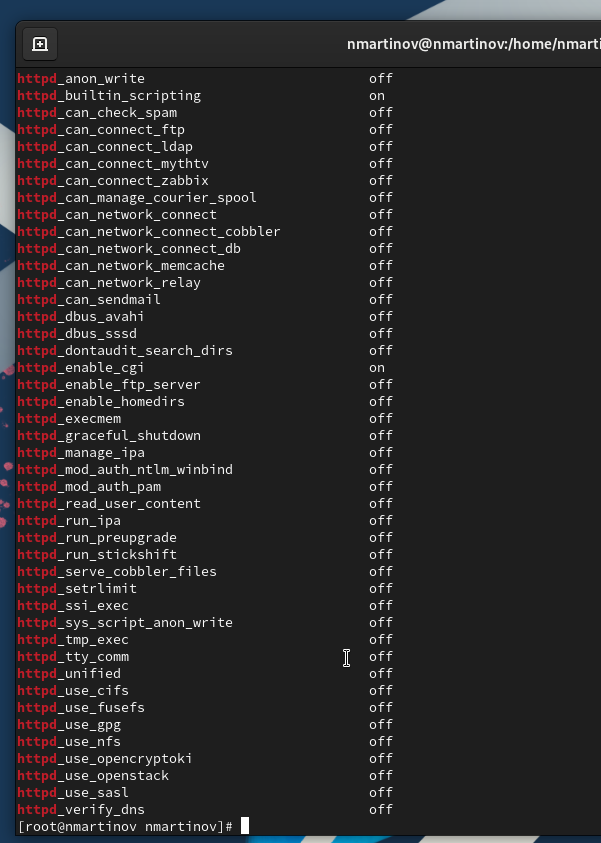 nmartinov@nmartinov:/home/nmarti
httpd_anon_write off
httpd_builtin_scripting on
httpd_can_check_spam off
httpd_can_connect_ftp off
httpd_can_connect_ldap off
httpd_can_connect_mythtv off
httpd_can_connect_zabbix off
httpd_can_manage_courier_spool off
httpd_can_network_connect off
httpd_can_network_connect_cobbler off
httpd_can_network_connect_db off
httpd_can_network_memcache off
httpd_can_network_relay off
httpd_can_sendmail off
httpd_dbus_avahi off
httpd_dbus_sssd off
httpd_dontaudit_search_dirs off
httpd_enable_cgi on
httpd_enable_ftp_server off
httpd_enable_homedirs off
httpd_execmem off
httpd_graceful_shutdown off
httpd_manage_ipa off
httpd_mod_auth_ntlm_winbind off
httpd_mod_auth_pam off
httpd_read_user_content off
httpd_run_ipa off
httpd_run_preupgrade off
httpd_run_stickshift off
httpd_serve_cobbler_files off
httpd_setrlimit off
httpd_ssi_exec off
httpd_sys_script_anon_write off
httpd_tmp_exec off
httpd_tty_comm off
httpd_unified off
httpd_use_cifs off
httpd_use_fusefs off
httpd_use_gpg off
httpd_use_nfs off
httpd_use_opencryptoki off
httpd_use_openstack off
httpd_use_sasl off
httpd_verify_dns off
[root@nmartinov nmartinov]#